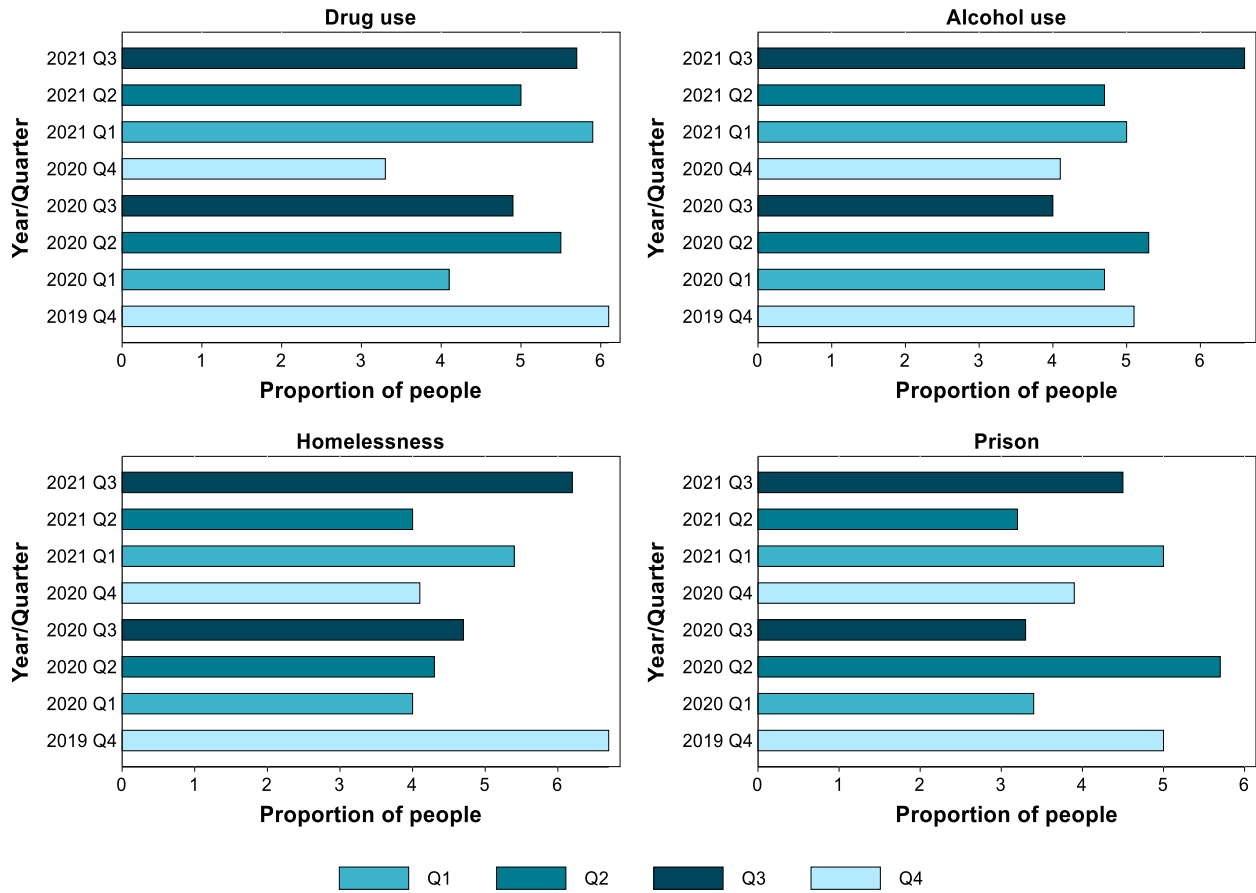 Drug use
Year/Quarter
2021 Q3
2021 Q2
2021 Q1
2020 Q4
2020 Q3
2020 Q2
2020 Q1
2019 Q4
0 1 2 3 4 5 6
Proportion of people
Alcohol use
Year/Quarter
2021 Q3
2021 Q2
2021 Q1
2020 Q4
2020 Q3
2020 Q2
2020 Q1
2019 Q4
0 1 2 3 4 5 6
Proportion of people
Homelessness
Year/Quarter
2021 Q3
2021 Q2
2021 Q1
2020 Q4
2020 Q3
2020 Q2
2020 Q1
2019 Q4
0 1 2 3 4 5 6
Proportion of people
Prison
Year/Quarter
2021 Q3
2021 Q2
2021 Q1
2020 Q4
2020 Q3
2020 Q2
2020 Q1
2019 Q4
0 1 2 3 4 5 6
Proportion of people
Q1 Q2 Q3 Q4